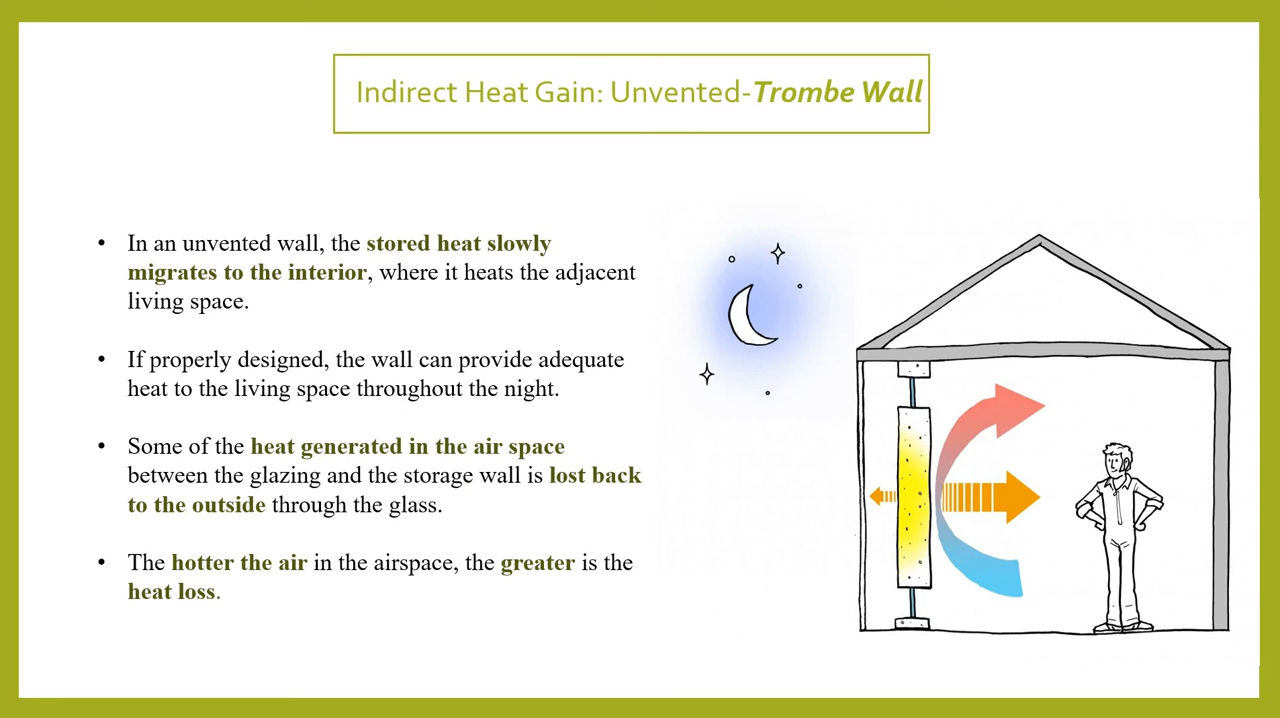 Indirect Heat Gain: Unvented-Trombe Wall
• In an unvented wall, the stored heat slowly
migrates to the interior, where it heats the adjacent
living space.
• If properly designed, the wall can provide adequate
heat to the living space throughout the night.
• Some of the heat generated in the air space
between the glazing and the storage wall is lost back
to the outside through the glass.
• The hotter the air in the airspace, the greater is the
heat loss.